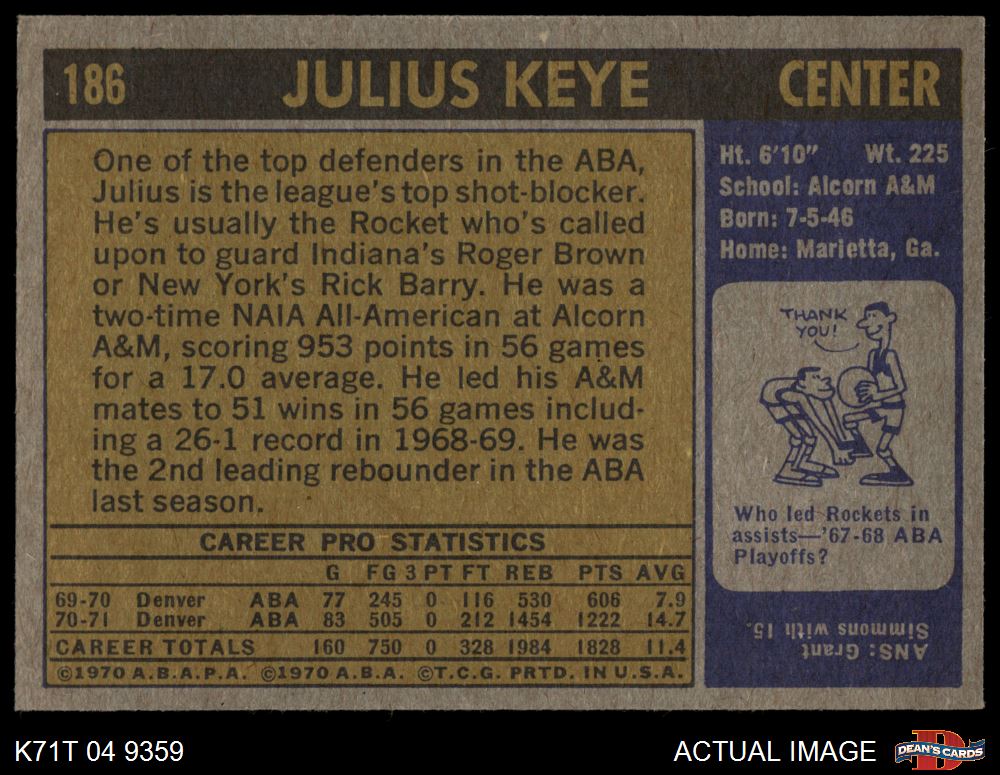 186 JULIUS KEYE CENTER
One of the top defenders in the ABA,
Julius is the league's top shot-blocker.
He's usually the Rocket who's called
upon to guard Indiana's Roger Brown
or New York's Rick Barry. He was a
two-time NAIA All-American at Alcorn
A&M, scoring 953 points in 56 games
for a 17.0 average. He led his A&M
mates to 51 wins in 56 games includ-
ing a 26-1 record in 1968-69. He was
the 2nd leading rebounder in the ABA
last season.
CAREER PRO STATISTICS
G FG 3 PT FT REB PTS AVG
69-70 Denver ABA 77 245 0 116 530 606 7.9
70-71 Denver ABA 83 505 0 212 1454 1222 14.7
CAREER TOTALS 160 750 0 328 1984 1828 11.4
©1970 A.B.A.P.A. ©1970 A.B.A. ©T.C.G. PRTD. IN U.S.A.
Ht. 6'10" Wt. 225
School: Alcorn A&M
Born: 7-5-46
Home: Marietta, Ga.
THANK
YOU!
Who led Rockets in
assists—'67-68 ABA
Playoffs?
ANS: Grant
Simmons with 15.
K71T 04 9359 ACTUAL IMAGE D DEAN'S CARDS